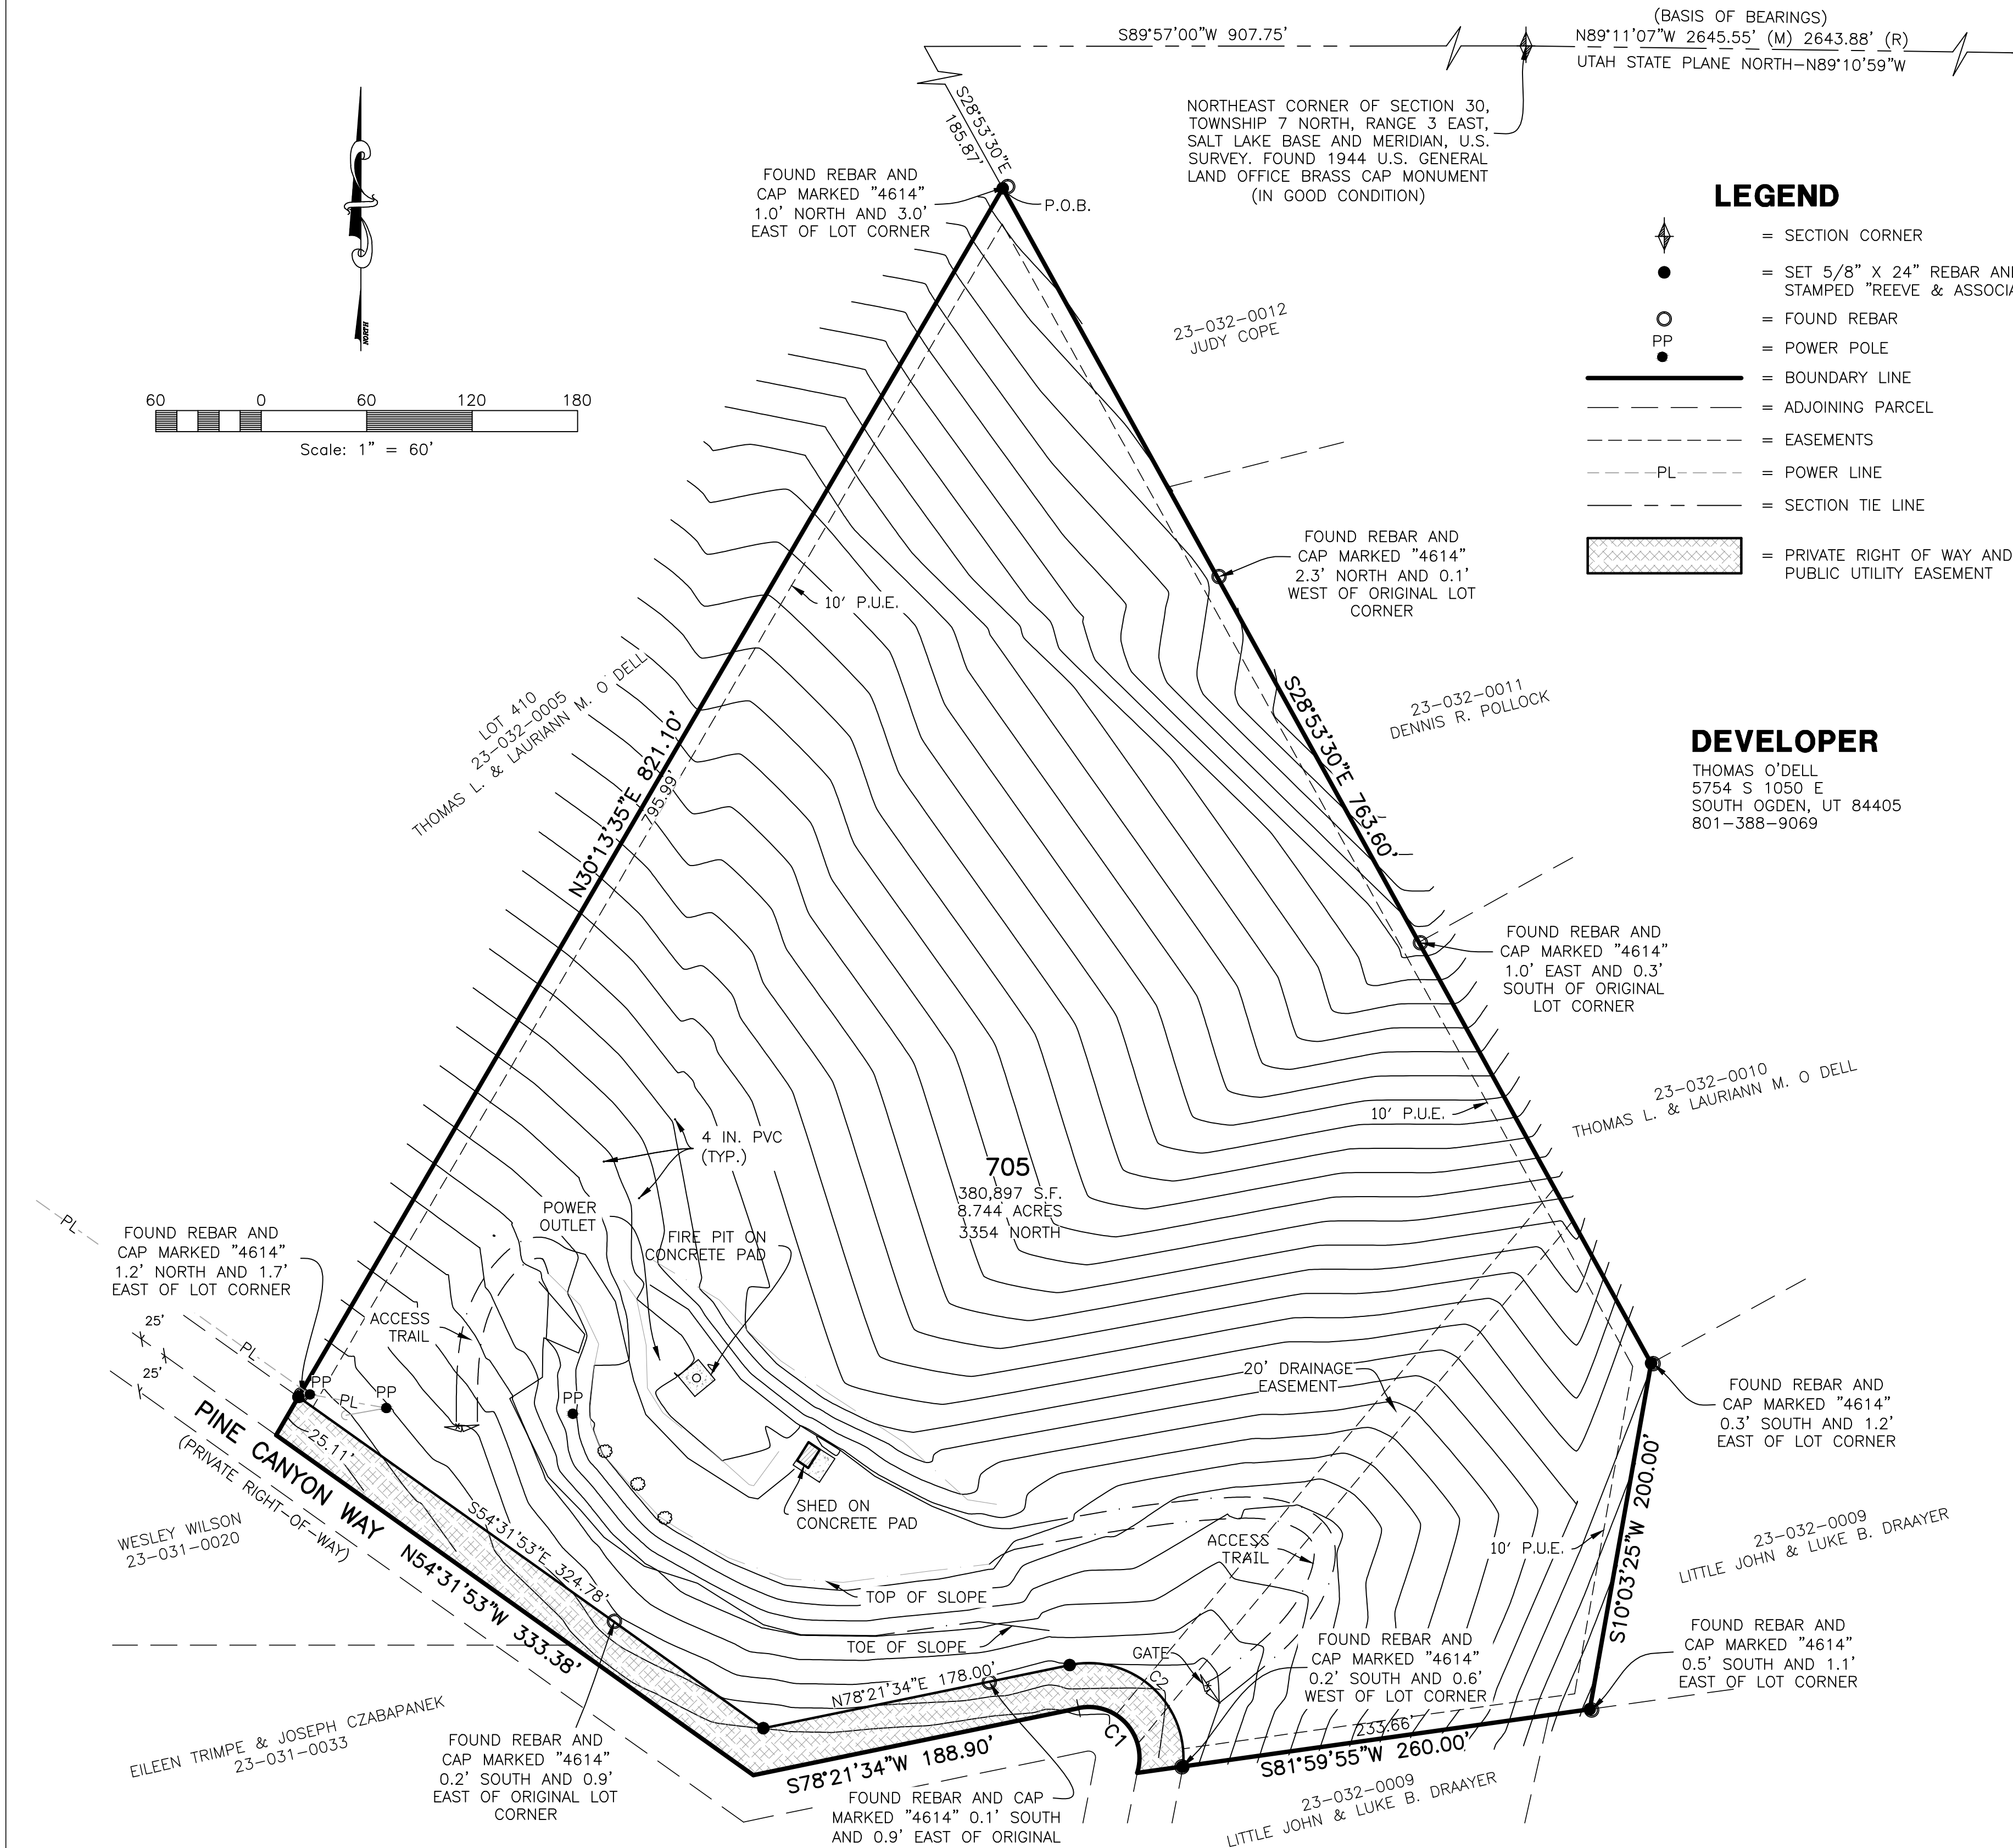 S89°57'00"W 907.75'
(BASIS OF BEARINGS)
N89°11'07"W 2645.55' (M) 2643.88' (R)
UTAH STATE PLANE NORTH-N89°10'59"W
S28°53'30"E
185.87'
NORTHEAST CORNER OF SECTION 30,
TOWNSHIP 7 NORTH, RANGE 3 EAST,
SALT LAKE BASE AND MERIDIAN, U.S.
SURVEY. FOUND 1944 U.S. GENERAL
LAND OFFICE BRASS CAP MONUMENT
(IN GOOD CONDITION)
FOUND REBAR AND
CAP MARKED "4614"
1.0' NORTH AND 3.0'
EAST OF LOT CORNER
P.O.B.
LEGEND
= SECTION CORNER
= SET 5/8" X 24" REBAR AN
STAMPED "REEVE & ASSOCI
= FOUND REBAR
PP
= POWER POLE
= BOUNDARY LINE
= ADJOINING PARCEL
= EASEMENTS
PL
= POWER LINE
= SECTION TIE LINE
= PRIVATE RIGHT OF WAY AND
PUBLIC UTILITY EASEMENT
60 0 60 120 180
Scale: 1" = 60'
23-032-0012
JUDY COPE
FOUND REBAR AND
CAP MARKED "4614"
2.3' NORTH AND 0.1'
WEST OF ORIGINAL LOT
CORNER
10' P.U.E.
LOT 410
23-032-0005
THOMAS L. & LAURIANN M. O'DELL
N30°13'35"E 821.10'
795.99'
S28°53'30"E 763.60'
23-032-0011
DENNIS R. POLLOCK
DEVELOPER
THOMAS O'DELL
5754 S 1050 E
SOUTH OGDEN, UT 84405
801-388-9069
FOUND REBAR AND
CAP MARKED "4614"
1.0' EAST AND 0.3'
SOUTH OF ORIGINAL
LOT CORNER
23-032-0010
THOMAS L. & LAURIANN M. O DELL
10' P.U.E.
4 IN. PVC
(TYP.)
705
380,897 S.F.
8.744 ACRES
3354 NORTH
POWER
OUTLET
FIRE PIT ON
CONCRETE PAD
PL
FOUND REBAR AND
CAP MARKED "4614"
1.2' NORTH AND 1.7'
EAST OF LOT CORNER
ACCESS
TRAIL
25'
25'
PL
PP
PL
PP
PP
20' DRAINAGE
EASEMENT
FOUND REBAR AND
CAP MARKED "4614"
0.3' SOUTH AND 1.2'
EAST OF LOT CORNER
25.11'
PINE CANYON WAY
(PRIVATE RIGHT-OF-WAY)
S54°31'53"E 324.78'
N54°31'53"W 333.38'
WESLEY WILSON
23-031-0020
SHED ON
CONCRETE PAD
ACCESS
TRAIL
10' P.U.E.
S10°03'25"W 200.00'
23-032-0009
LITTLE JOHN & LUKE B. DRAAYER
TOP OF SLOPE
TOE OF SLOPE
GATE
C2
C1
FOUND REBAR AND
CAP MARKED "4614"
0.2' SOUTH AND 0.6'
WEST OF LOT CORNER
FOUND REBAR AND
CAP MARKED "4614"
0.5' SOUTH AND 1.1'
EAST OF LOT CORNER
N78°21'34"E 178.00'
S78°21'34"W 188.90'
233.66'
S81°59'55"W 260.00'
23-032-0009
LITTLE JOHN & LUKE B. DRAAYER
EILEEN TRIMPE & JOSEPH CZABAPANEK
23-031-0033
FOUND REBAR AND
CAP MARKED "4614"
0.2' SOUTH AND 0.9'
EAST OF ORIGINAL LOT
CORNER
FOUND REBAR AND CAP
MARKED "4614" 0.1' SOUTH
AND 0.9' EAST OF ORIGINAL